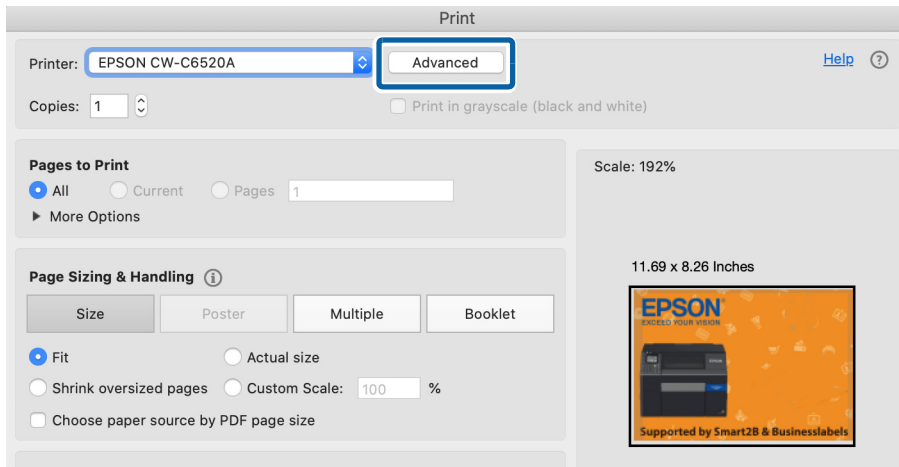 Print
Printer: EPSON CW-C6520A Advanced Help ?
Copies: 1 Print in grayscale (black and white)
Pages to Print
All Current Pages 1
More Options
Scale: 192%
Page Sizing & Handling i
Size Poster Multiple Booklet
Fit Actual size
Shrink oversized pages Custom Scale: 100 %
Choose paper source by PDF page size
11.69 x 8.26 Inches
EPSON
EXCEED YOUR VISION
Supported by Smart2B & Businesslabels